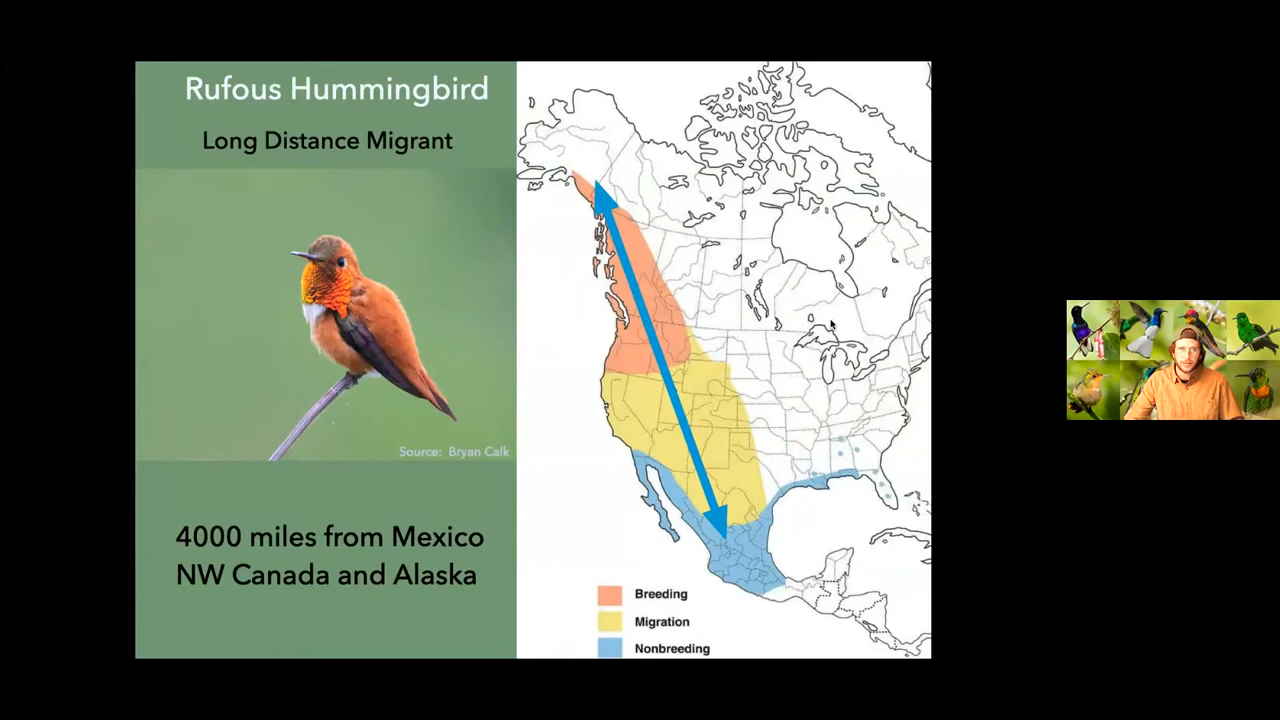 Rufous Hummingbird
Long Distance Migrant
Source: Bryan Calk
4000 miles from Mexico
NW Canada and Alaska
Breeding
Migration
Nonbreeding